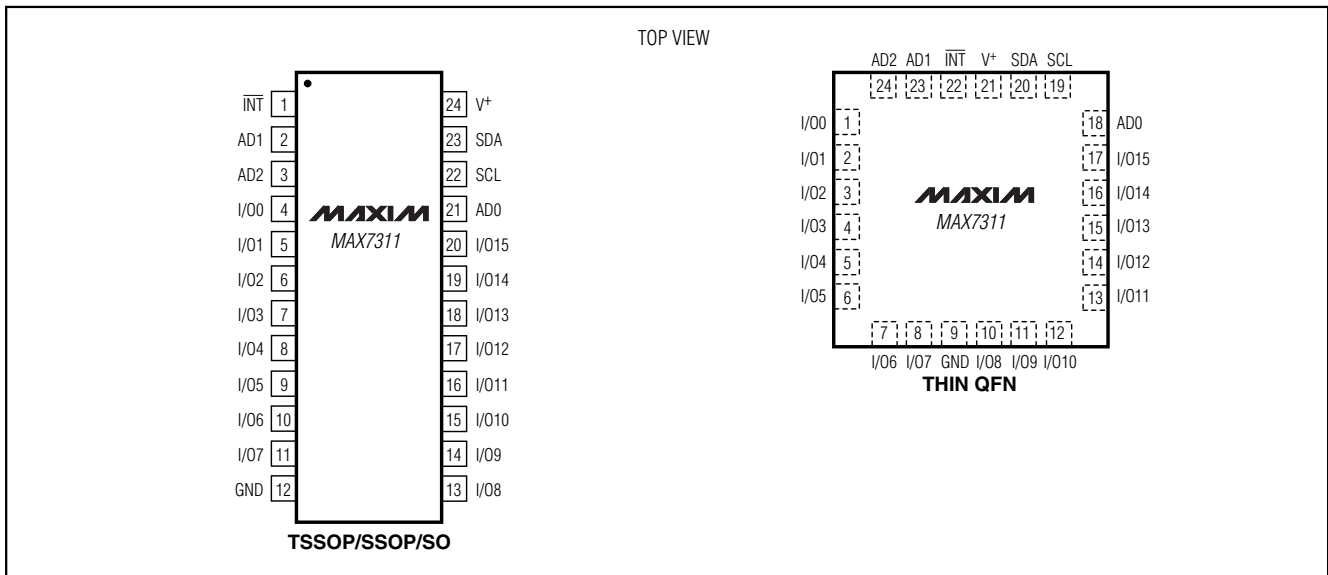 TOP VIEW
INT 1
AD1 2
AD2 3
I/O0 4
I/O1 5
I/O2 6
I/O3 7
I/O4 8
I/O5 9
I/O6 10
I/O7 11
GND 12
24 V+
23 SDA
22 SCL
21 AD0
20 I/O15
19 I/O14
18 I/O13
17 I/O12
16 I/O11
15 I/O10
14 I/O9
13 I/O8
MAXIM
MAX7311
TSSOP/SSOP/SO
AD2 AD1 INT V+ SDA SCL
24 23 22 21 20 19
I/O0 1
I/O1 2
I/O2 3
I/O3 4
I/O4 5
I/O5 6
18 AD0
17 I/O15
16 I/O14
15 I/O13
14 I/O12
13 I/O11
MAXIM
MAX7311
7 8 9 10 11 12
I/O6 I/O7 GND I/O8 I/O9 I/O10
THIN QFN